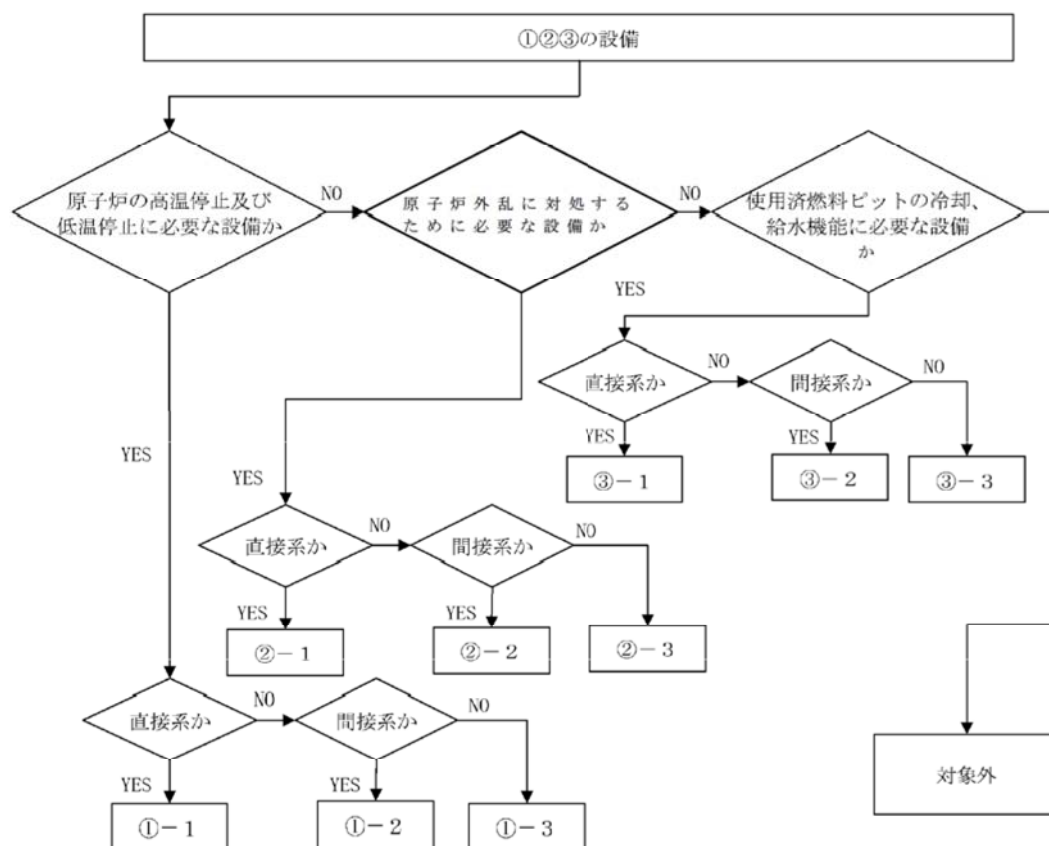 ①②③の設備
原子炉の高温停止及び
低温停止に必要な設備か
NO
原子炉外乱に対処する
ために必要な設備か
NO
使用済燃料ピットの冷却、
給水機能に必要な設備
か
YES
直接系か
NO
間接系か
NO
YES
YES
③-1
③-2
③-3
YES
YES
直接系か
NO
間接系か
NO
YES
YES
②-1
②-2
②-3
直接系か
NO
間接系か
NO
YES
YES
①-1
①-2
①-3
対象外